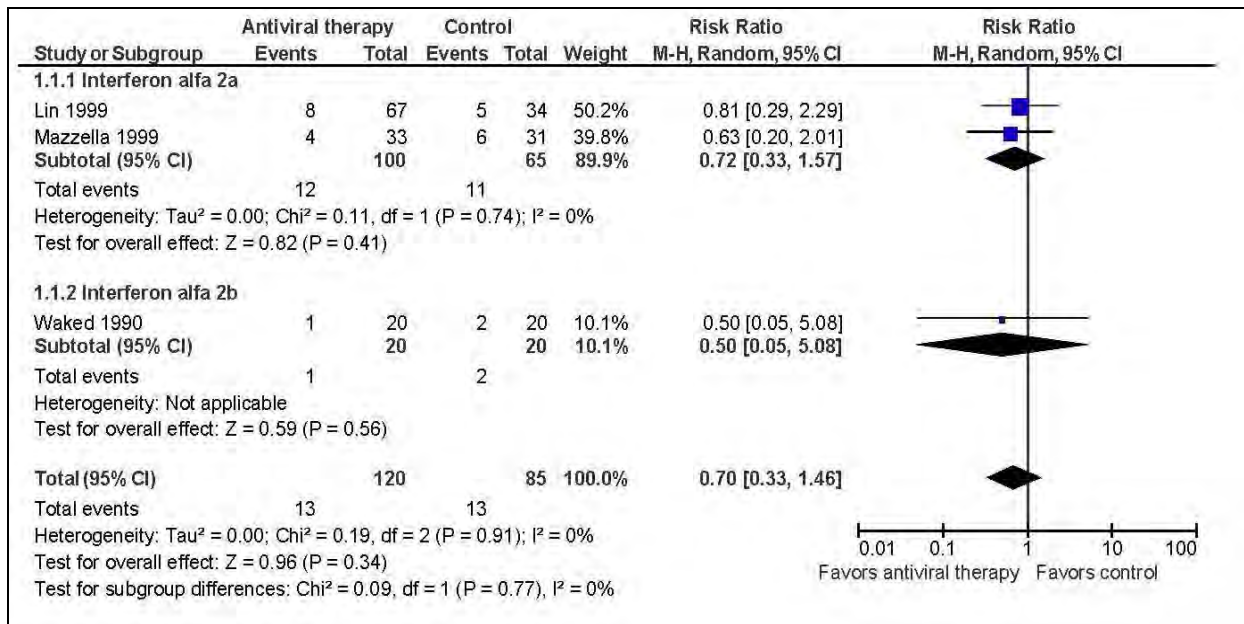 Antiviral therapy Control Risk Ratio Risk Ratio
Study or Subgroup Events Total Events Total Weight M-H, Random, 95% CI M-H, Random, 95% CI
1.1.1 Interferon alfa 2a
Lin 1999 8 67 5 34 50.2% 0.81 [0.29, 2.29]
Mazzella 1999 4 33 6 31 39.8% 0.63 [0.20, 2.01]
Subtotal (95% CI) 100 65 89.9% 0.72 [0.33, 1.57]
Total events 12 11
Heterogeneity: Tau² = 0.00; Chi² = 0.11, df = 1 (P = 0.74); I² = 0%
Test for overall effect: Z = 0.82 (P = 0.41)
1.1.2 Interferon alfa 2b
Waked 1990 1 20 2 20 10.1% 0.50 [0.05, 5.08]
Subtotal (95% CI) 20 20 10.1% 0.50 [0.05, 5.08]
Total events 1 2
Heterogeneity: Not applicable
Test for overall effect: Z = 0.59 (P = 0.56)
Total (95% CI) 120 85 100.0% 0.70 [0.33, 1.46]
Total events 13 13
Heterogeneity: Tau² = 0.00; Chi² = 0.19, df = 2 (P = 0.91); I² = 0%
Test for overall effect: Z = 0.96 (P = 0.34)
Test for subgroup differences: Chi² = 0.09, df = 1 (P = 0.77), I² = 0%
0.01 0.1 1 10 100
Favors antiviral therapy Favors control